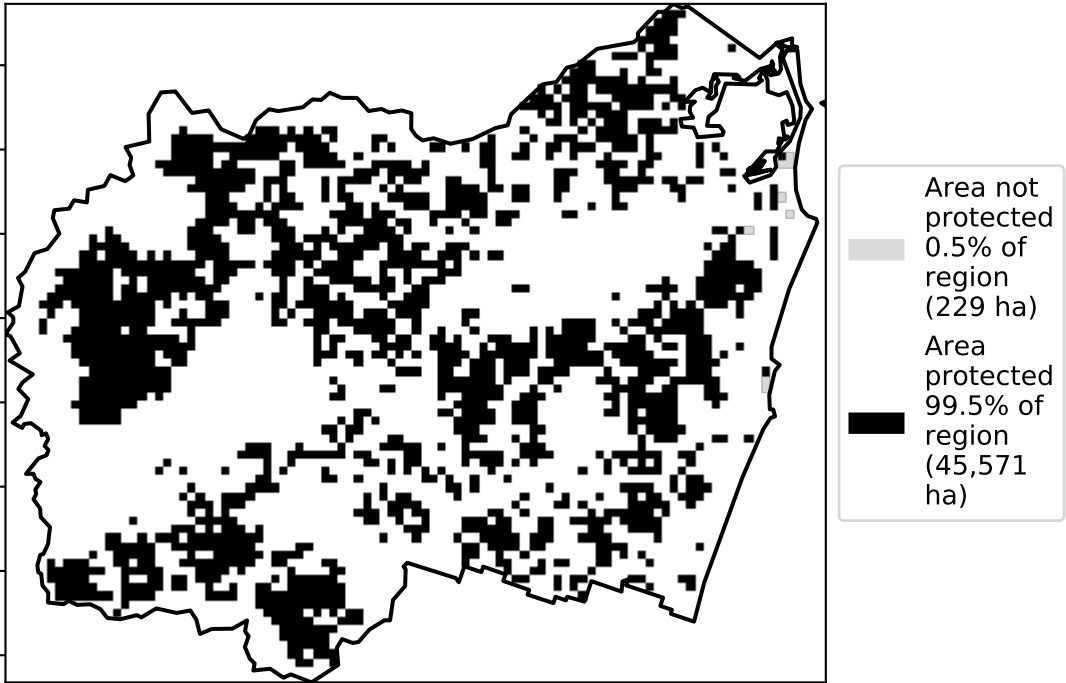 Area not
protected
0.5% of
region
(229 ha)
Area
protected
99.5% of
region
(45,571
ha)